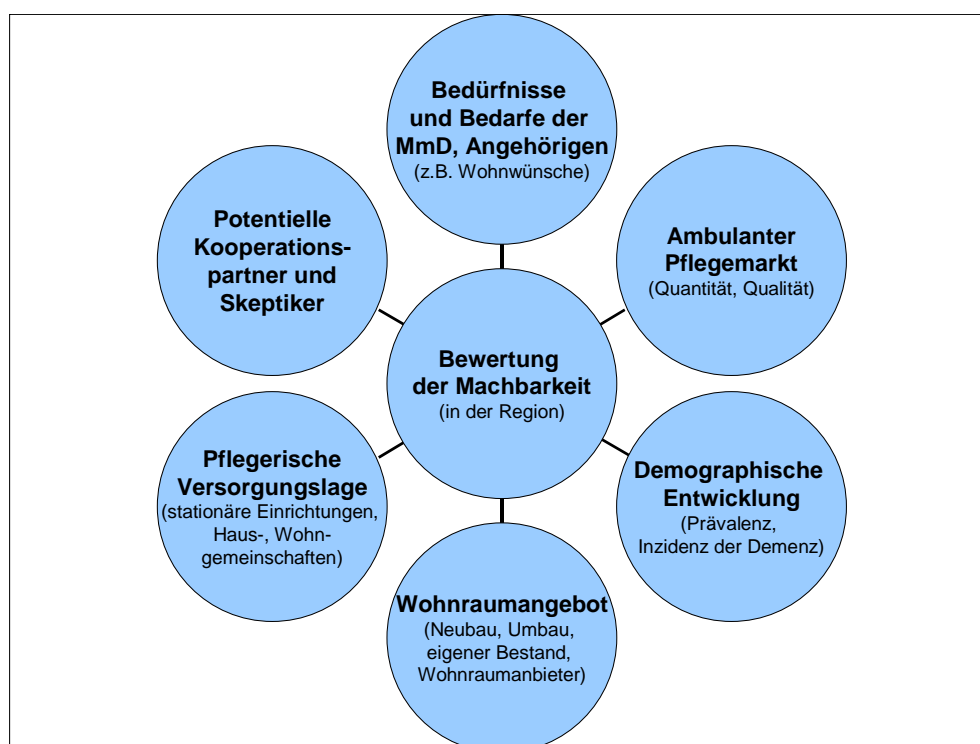 Bedürfnisse
und Bedarfe der
MmD, Angehörigen
(z.B. Wohnwünsche)
Potentielle
Kooperations-
partner und
Skeptiker
Ambulanter
Pflegemarkt
(Quantität, Qualität)
Bewertung
der Machbarkeit
(in der Region)
Pflegerische
Versorgungslage
(stationäre Einrichtungen,
Haus-, Wohn-
gemeinschaften)
Demographische
Entwicklung
(Prävalenz,
Inzidenz der Demenz)
Wohnraumangebot
(Neubau, Umbau,
eigener Bestand,
Wohnraumanbieter)